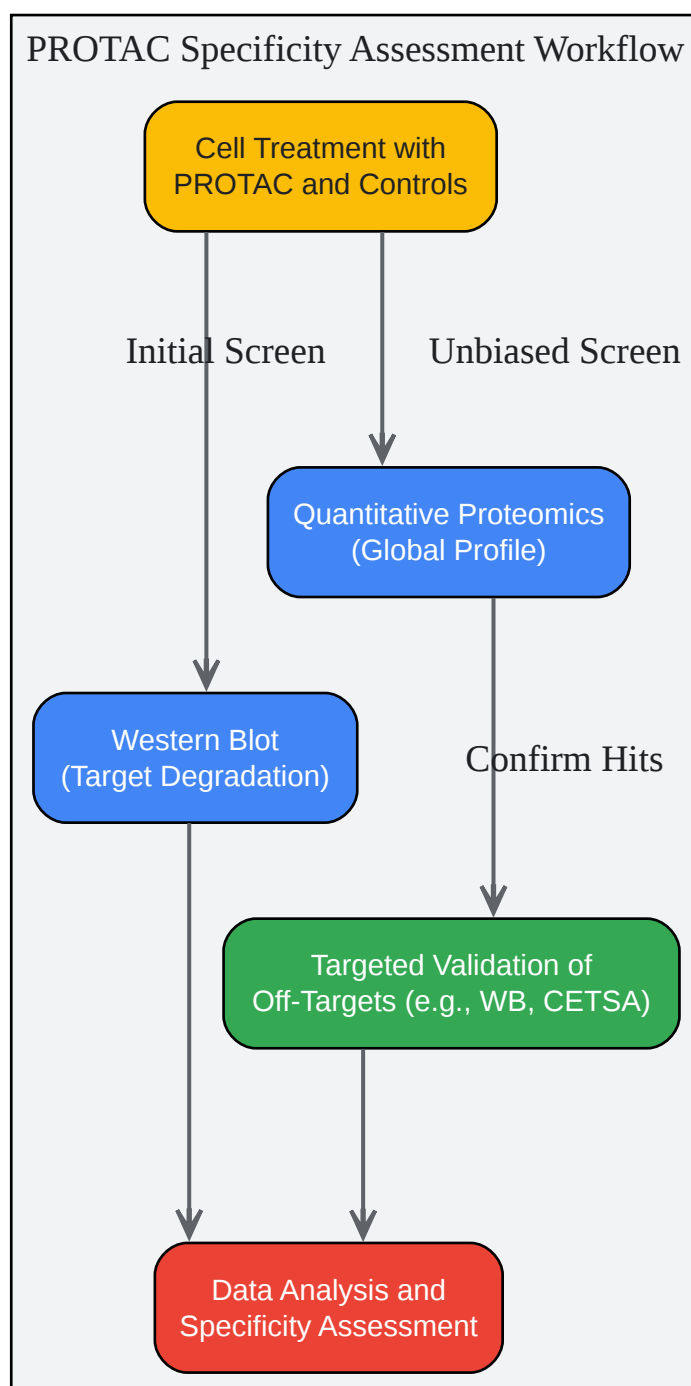 PROTAC Specificity Assessment Workflow
Cell Treatment with
PROTAC and Controls
Initial Screen
Unbiased Screen
Quantitative Proteomics
(Global Profile)
Western Blot
(Target Degradation)
Confirm Hits
Targeted Validation of
Off-Targets (e.g., WB, CETSA)
Data Analysis and
Specificity Assessment